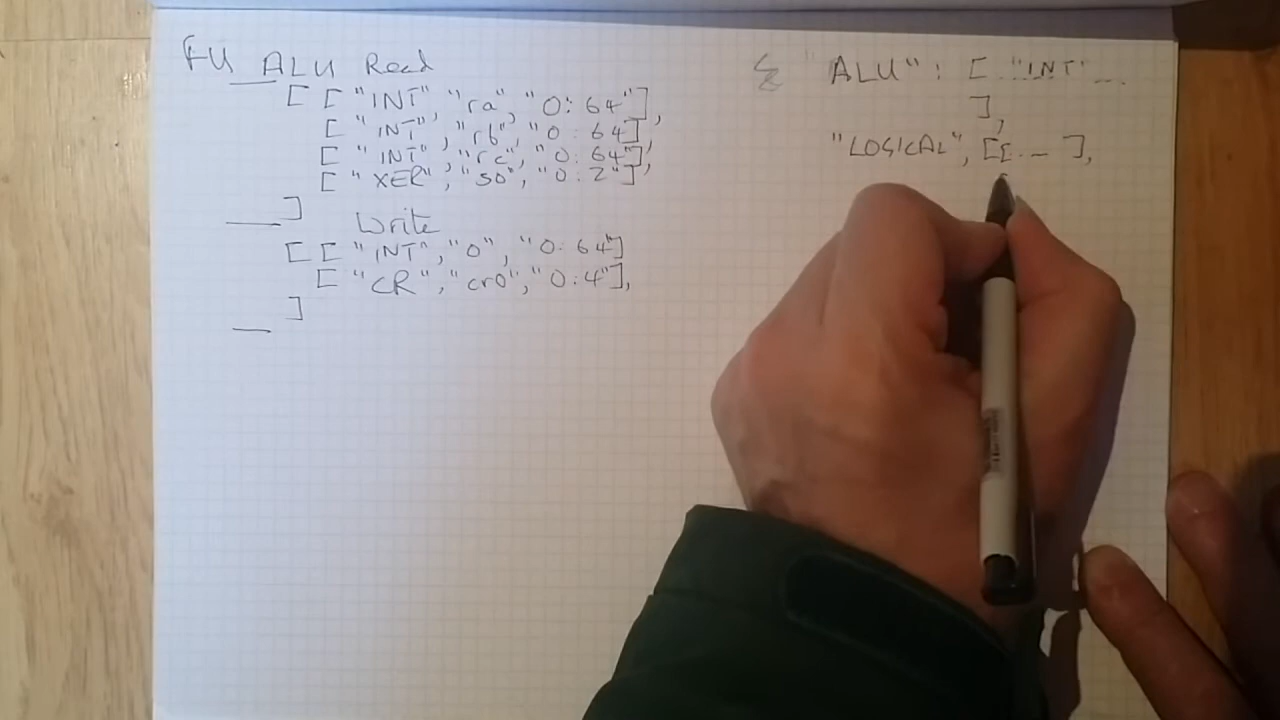 FU ALU Read
[ [ "INT", "ra", "0:64"],
[ "INT", "rb", "0:64],
[ "INT", "rc", "0:64"],
[ "XER", "so", "0:2"]
]
Write
[ [ "INT", "o", "0:64"]
[ "CR", "cr0", "0:4"],
]
{ "ALU": [ "INT" ...
],
"LOGICAL", [[ ... ],